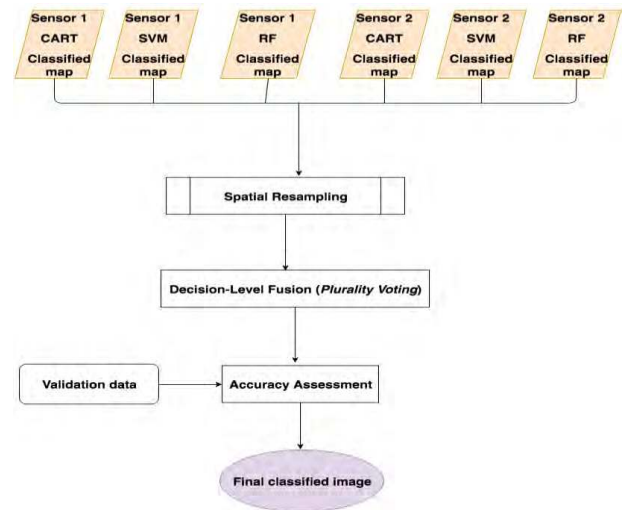 Sensor 1
CART
Classified
map
Sensor 1
SVM
Classified
map
Sensor 1
RF
Classified
map
Sensor 2
CART
Classified
map
Sensor 2
SVM
Classified
map
Sensor 2
RF
Classified
map
Spatial Resampling
Decision-Level Fusion (Plurality Voting)
Validation data
Accuracy Assessment
Final classified image